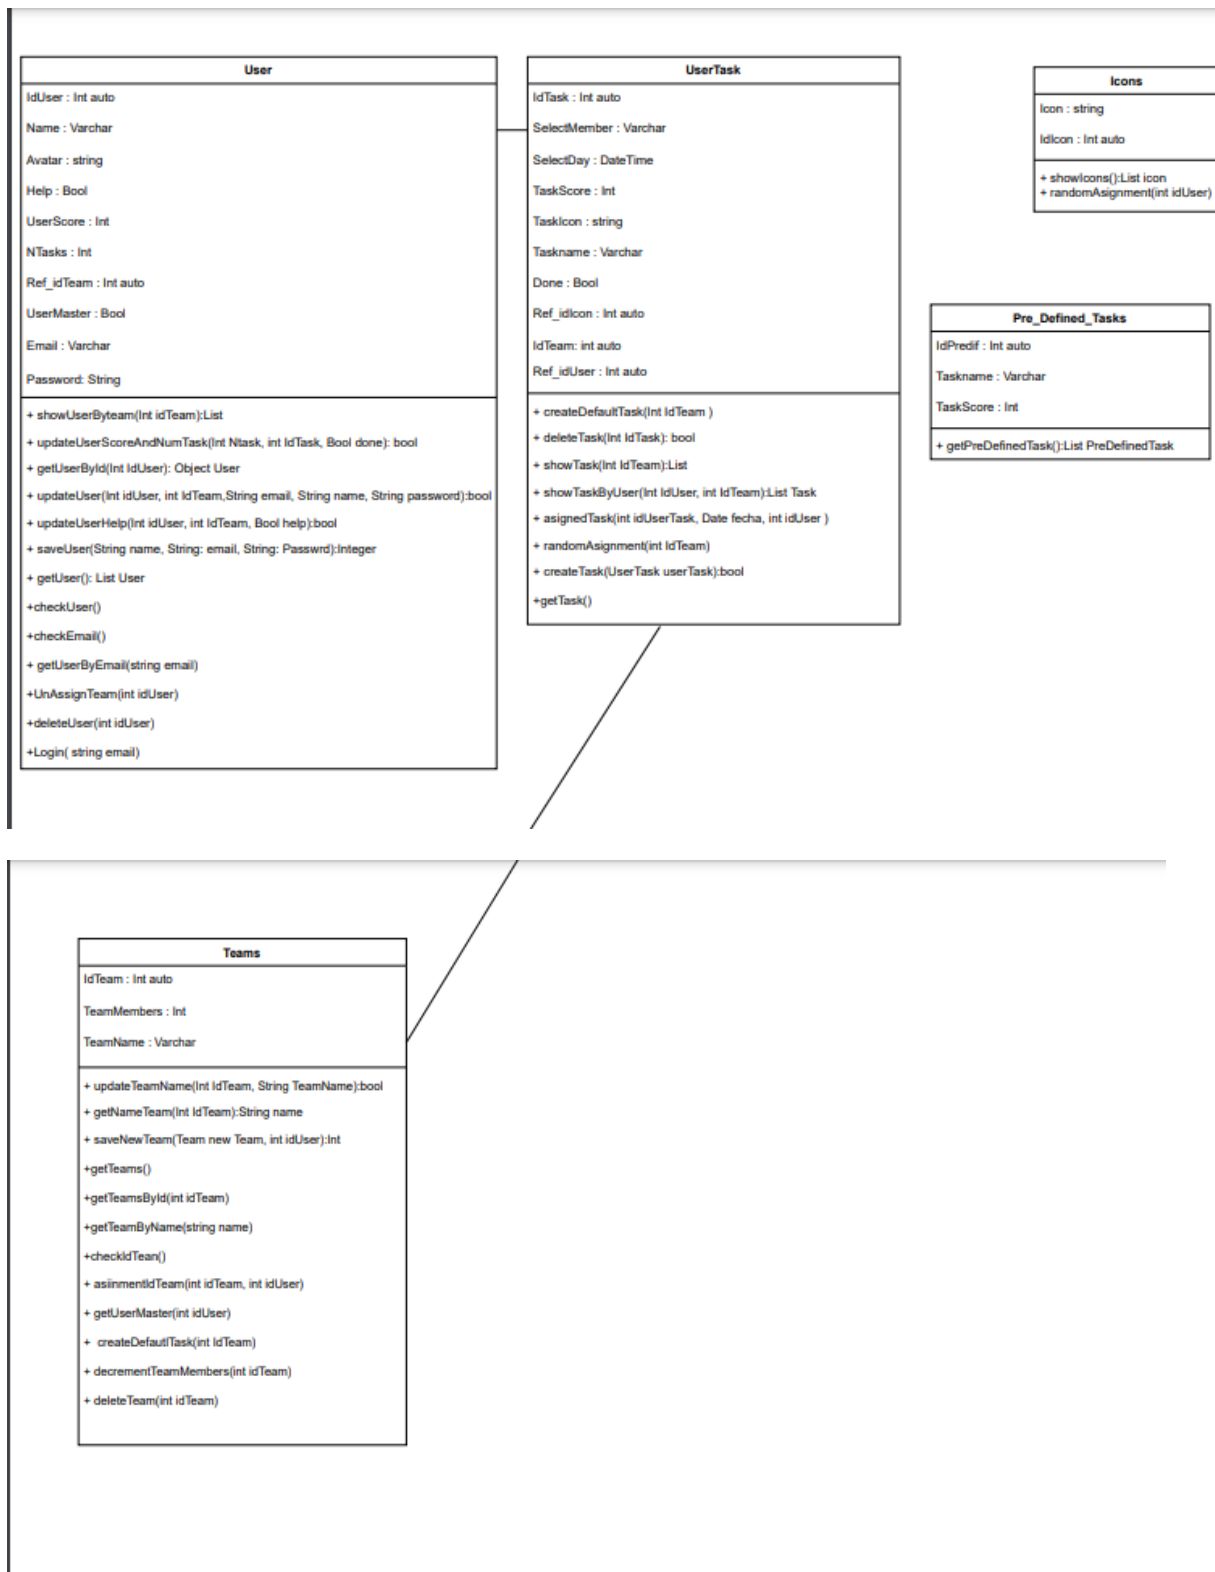 User
IdUser : Int auto
Name : Varchar
Avatar : string
Help : Bool
UserScore : Int
NTasks : Int
Ref_idTeam : Int auto
UserMaster : Bool
Email : Varchar
Password: String
+ showUserByteam(Int idTeam):List
+ updateUserScoreAndNumTask(Int Ntask, int IdTask, Bool done): bool
+ getUserById(Int IdUser): Object User
+ updateUser(Int idUser, int IdTeam,String email, String name, String password):bool
+ updateUserHelp(Int idUser, int IdTeam, Bool help):bool
+ saveUser(String name, String: email, String: Passwrd):Integer
+ getUser(): List User
+checkUser()
+checkEmail()
+ getUserByEmail(string email)
+UnAssignTeam(int idUser)
+deleteUser(int idUser)
+Login( string email)
UserTask
IdTask : Int auto
SelectMember : Varchar
SelectDay : DateTime
TaskScore : Int
TaskIcon : string
Taskname : Varchar
Done : Bool
Ref_idIcon : Int auto
IdTeam: int auto
Ref_idUser : Int auto
+ createDefaultTask(Int IdTeam )
+ deleteTask(Int IdTask): bool
+ showTask(Int IdTeam):List
+ showTaskByUser(Int IdUser, int IdTeam):List Task
+ asignedTask(int idUserTask, Date fecha, int idUser )
+ randomAsignment(int IdTeam)
+ createTask(UserTask userTask):bool
+getTask()
Icons
Icon : string
IdIcon : Int auto
+ showIcons():List icon
+ randomAsignment(int idUser)
Pre_Defined_Tasks
IdPredif : Int auto
Taskname : Varchar
TaskScore : Int
+ getPreDefinedTask():List PreDefinedTask
Teams
IdTeam : Int auto
TeamMembers : Int
TeamName : Varchar
+ updateTeamName(Int IdTeam, String TeamName):bool
+ getNameTeam(Int IdTeam):String name
+ saveNewTeam(Team new Team, int idUser):Int
+getTeams()
+getTeamsById(int idTeam)
+getTeamByName(string name)
+checkIdTean()
+ asiinmentIdTeam(int idTeam, int idUser)
+ getUserMaster(int idUser)
+ createDefautlTask(int IdTeam)
+ decrementTeamMembers(int idTeam)
+ deleteTeam(int idTeam)